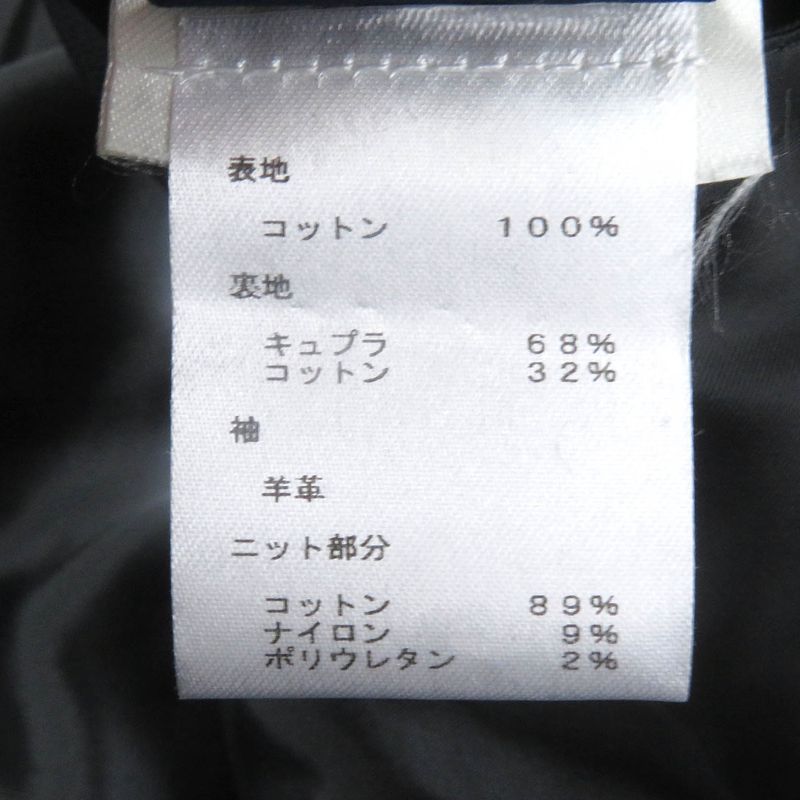 表地
コットン 100%
裏地
キュプラ 68%
コットン 32%
袖
羊革
ニット部分
コットン 89%
ナイロン 9%
ポリウレタン 2%